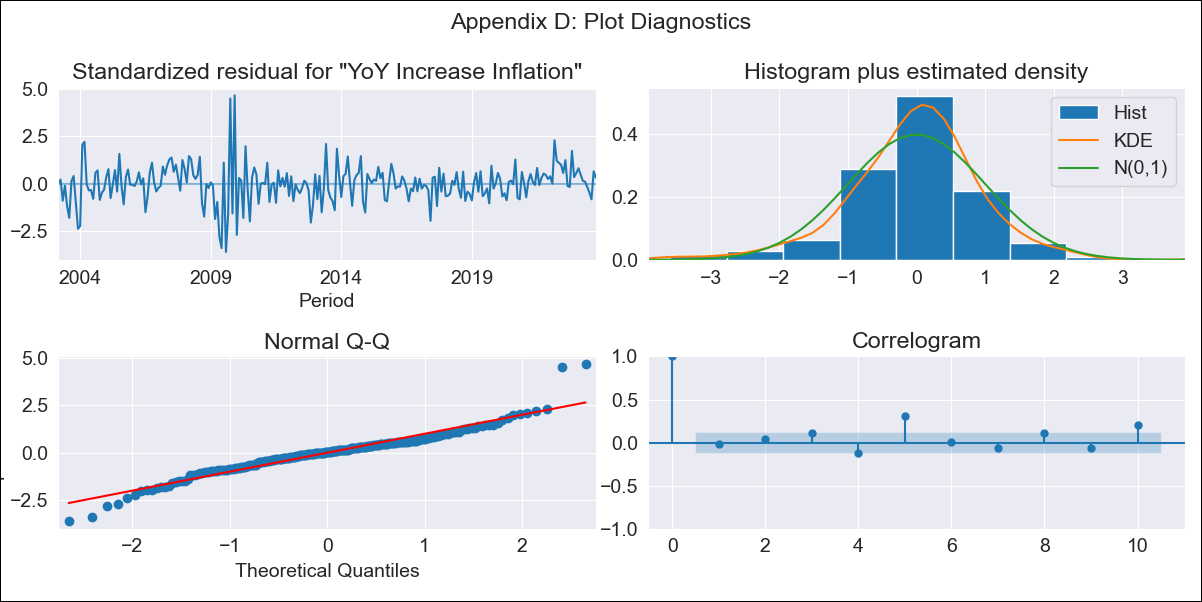 Appendix D: Plot Diagnostics
Standardized residual for "YoY Increase Inflation"
5.0
2.5
0.0
−2.5
2004 2009 2014 2019
Period
Histogram plus estimated density
Hist
KDE
N(0,1)
0.4
0.2
0.0
−3 −2 −1 0 1 2 3
Normal Q-Q
5.0
2.5
0.0
−2.5
−2 −1 0 1 2
Theoretical Quantiles
Correlogram
1.0
0.5
0.0
−0.5
−1.0
0 2 4 6 8 10